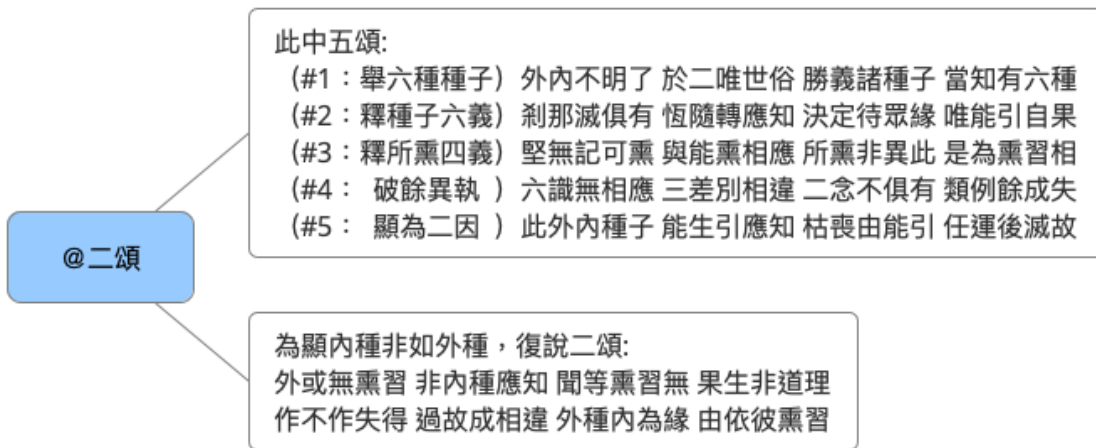 @二頌
此中五頌:
(#1：舉六種種子）外內不明了 於二唯世俗 勝義諸種子 當知有六種
(#2：釋種子六義）剎那滅俱有 恆隨轉應知 決定待眾緣 唯能引自果
(#3：釋所熏四義）堅無記可熏 與能熏相應 所熏非異此 是為熏習相
(#4： 破餘異執 ）六識無相應 三差別相違 二念不俱有 類例餘成失
(#5： 顯為二因 ）此外內種子 能生引應知 枯喪由能引 任運後滅故
為顯內種非如外種，復說二頌:
外或無熏習 非內種應知 聞等熏習無 果生非道理
作不作失得 過故成相違 外種內為緣 由依彼熏習